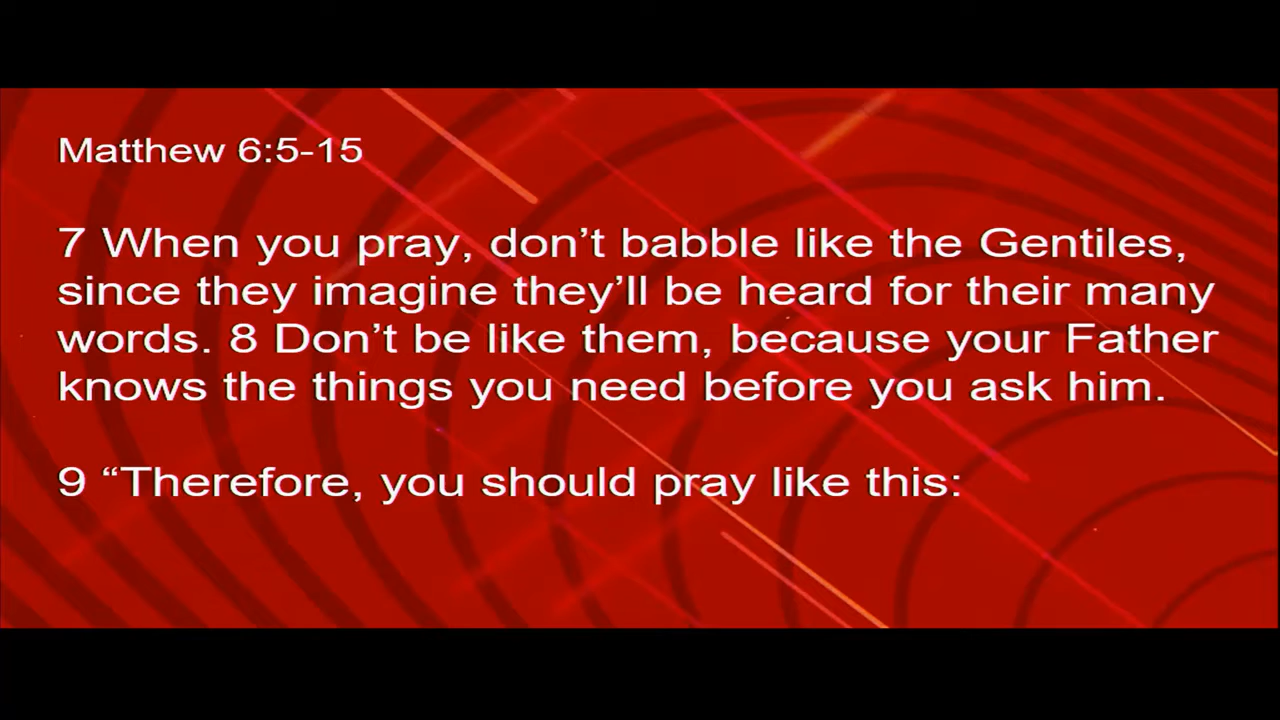 Matthew 6:5-15
7 When you pray, don’t babble like the Gentiles,
since they imagine they’ll be heard for their many
words. 8 Don’t be like them, because your Father
knows the things you need before you ask him.
9 “Therefore, you should pray like this: